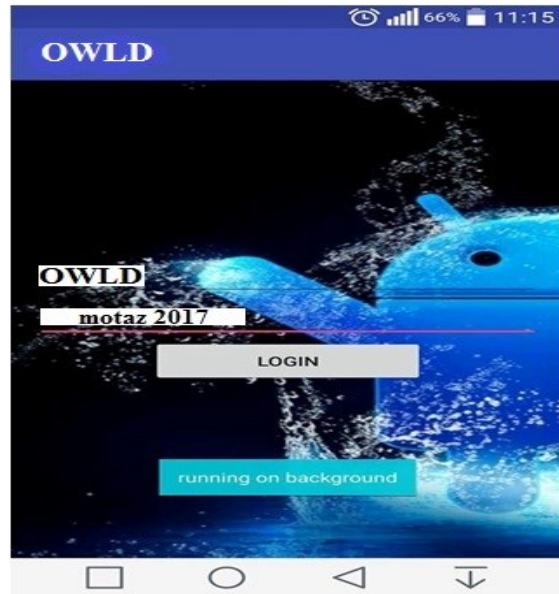 66% 11:15
OWLD
OWLD
motaz 2017
LOGIN
running on background